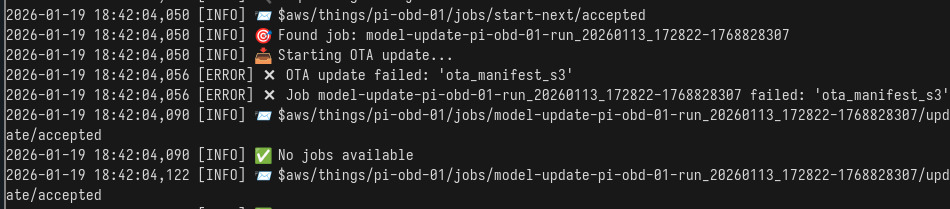 2026-01-19 18:42:04,050 [INFO] 📨 $aws/things/pi-obd-01/jobs/start-next/accepted
2026-01-19 18:42:04,050 [INFO] 🎯 Found job: model-update-pi-obd-01-run_20260113_172822-1768828307
2026-01-19 18:42:04,050 [INFO] 📥 Starting OTA update...
2026-01-19 18:42:04,056 [ERROR] ❌ OTA update failed: 'ota_manifest_s3'
2026-01-19 18:42:04,056 [ERROR] ❌ Job model-update-pi-obd-01-run_20260113_172822-1768828307 failed: 'ota_manifest_s3'
2026-01-19 18:42:04,090 [INFO] 📨 $aws/things/pi-obd-01/jobs/model-update-pi-obd-01-run_20260113_172822-1768828307/upd
ate/accepted
2026-01-19 18:42:04,090 [INFO] ✅ No jobs available
2026-01-19 18:42:04,122 [INFO] 📨 $aws/things/pi-obd-01/jobs/model-update-pi-obd-01-run_20260113_172822-1768828307/upd
ate/accepted